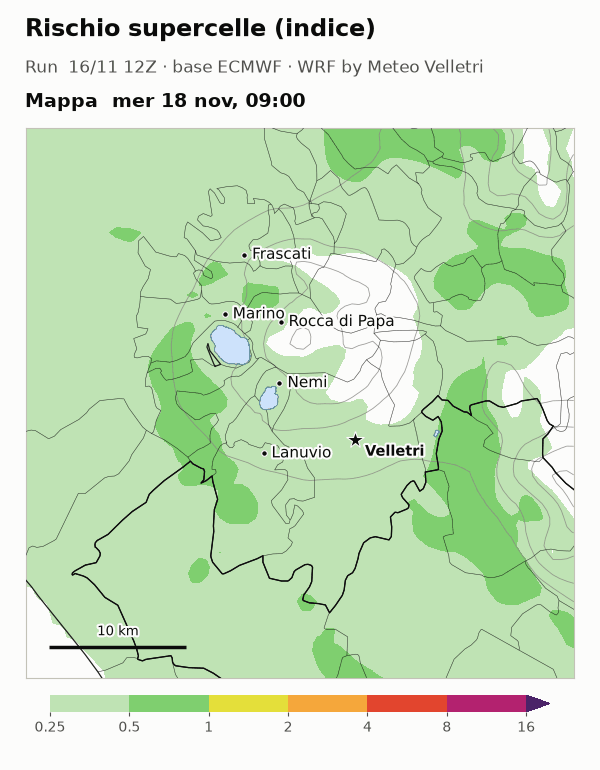 Rischio supercelle (indice)
Run  16/11 12Z · base ECMWF · WRF by Meteo Velletri
Mappa  mer 18 nov, 09:00
Frascati
Marino
Rocca di Papa
Nemi
Velletri
Lanuvio
10 km
0.25 0.5 1 2 4 8 16